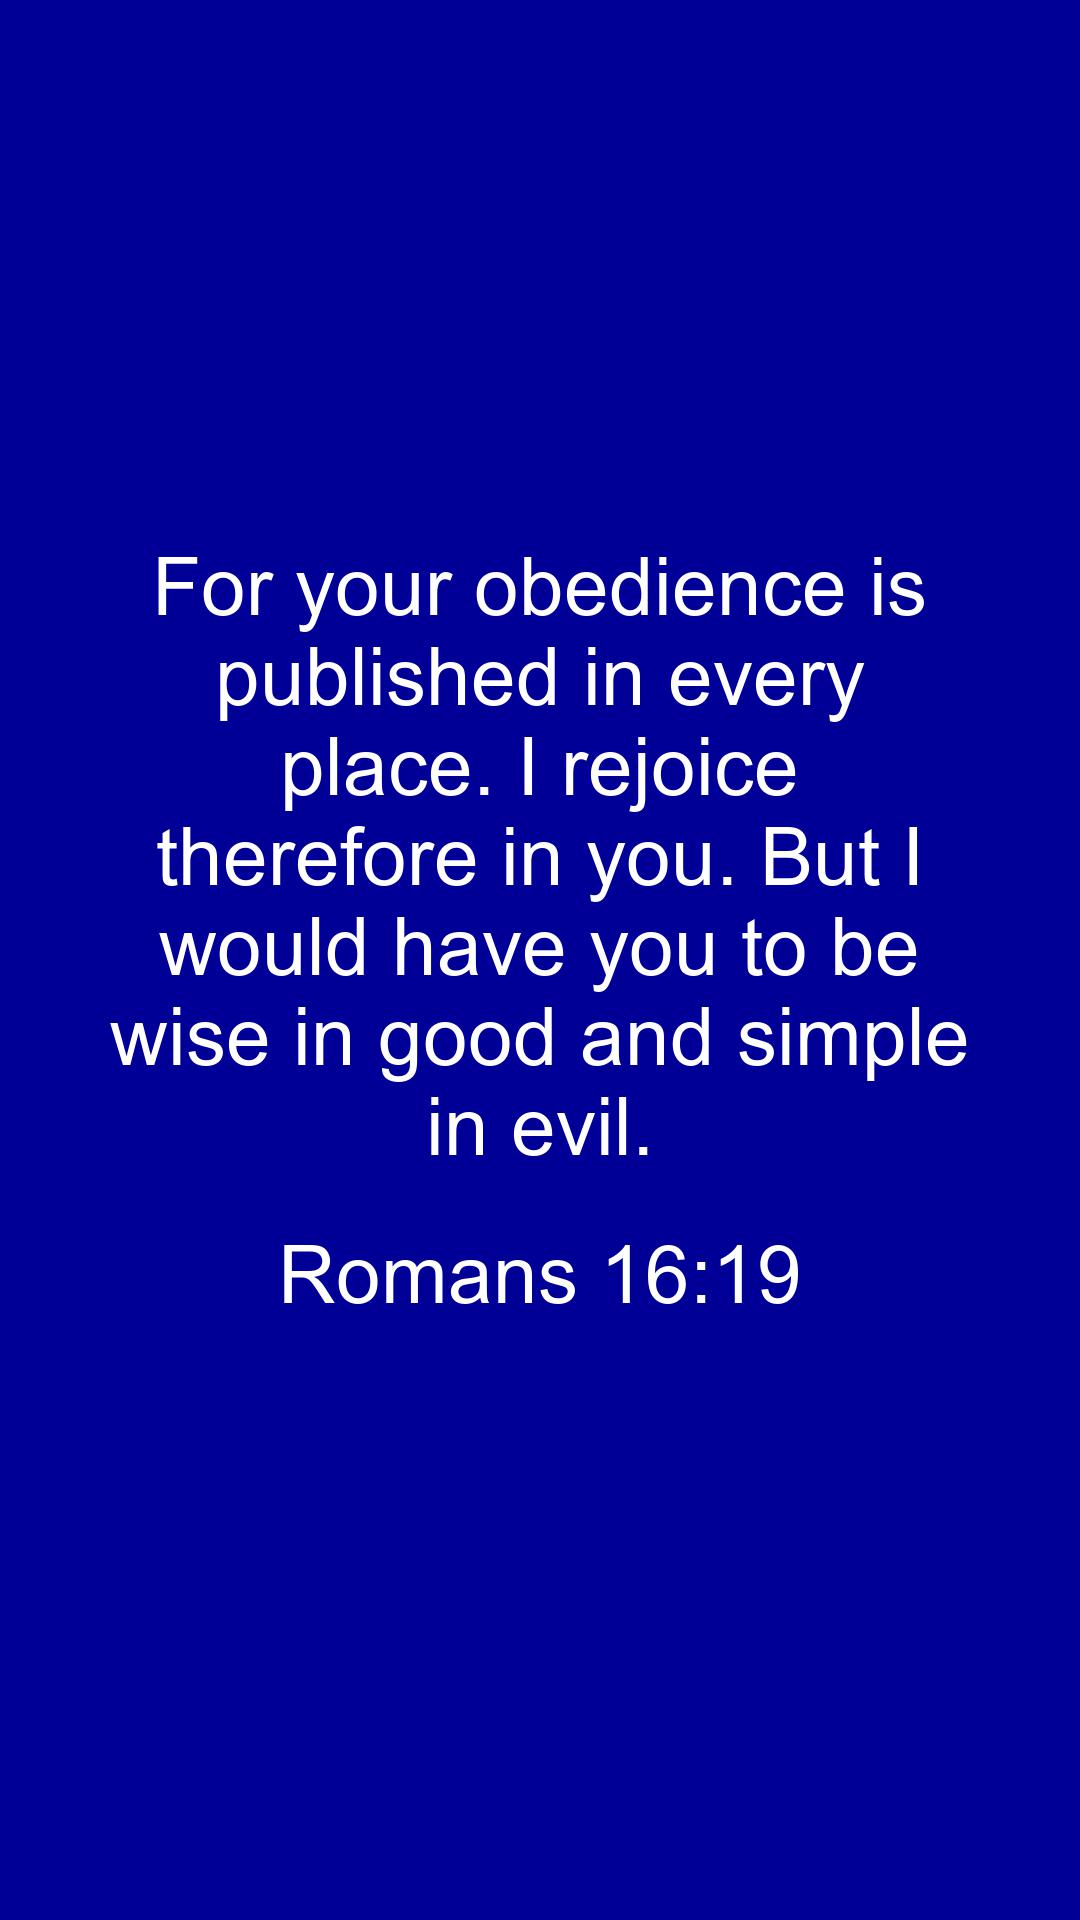 For your obedience is
published in every
place. I rejoice
therefore in you. But I
would have you to be
wise in good and simple
in evil.
Romans 16:19